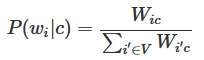 P(w_i|c) = \frac{W_{ic}}{\sum_{i' \in V} W_{i'c}}